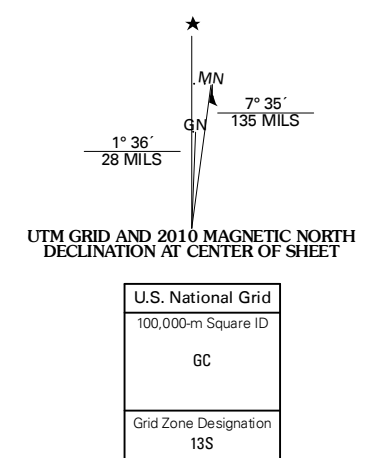 MN
7° 35´
135 MILS
GN
1° 36´
28 MILS
UTM GRID AND 2010 MAGNETIC NORTH
DECLINATION AT CENTER OF SHEET
U.S. National Grid
100,000-m Square ID
GC
Grid Zone Designation
13S